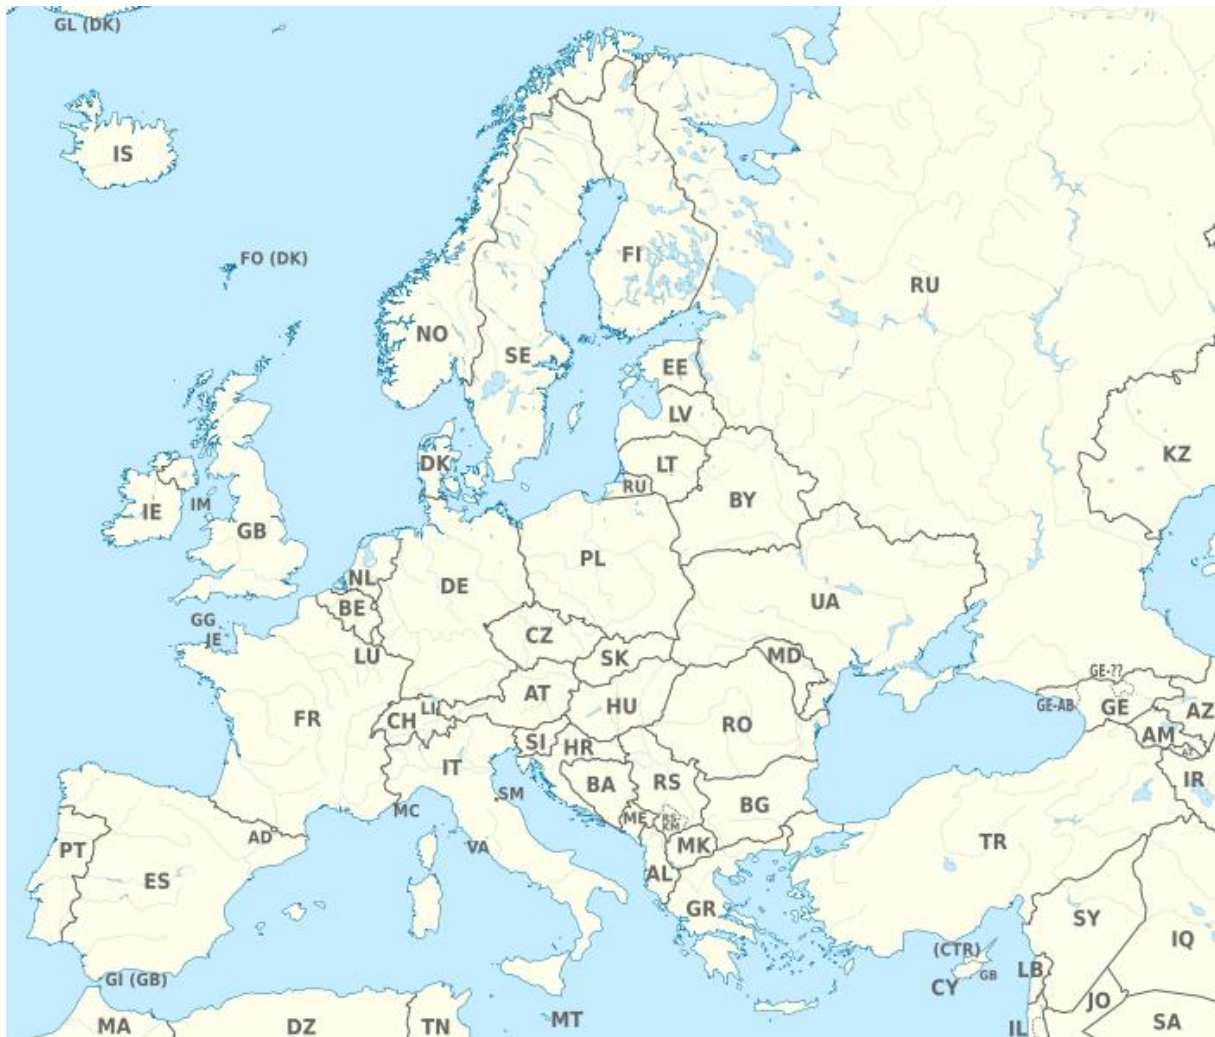 GL (DK)
IS
FO (DK)
FI
RU
NO
SE
EE
LV
KZ
DK
LT
RU
IE
IM
GB
BY
PL
NL
DE
BE
UA
GG
JE
CZ
LU
SK
MD
GE-??
AT
LI
HU
GE-AB
GE
AZ
FR
CH
RO
AM
SI
HR
IT
AZ
BA
RS
IR
SM
BG
MC
ME
RS-
KM
AD
PT
VA
MK
TR
AL
ES
GR
SY
IQ
(CTR)
GI (GB)
GB
LB
CY
JO
MA
DZ
TN
MT
IL
SA